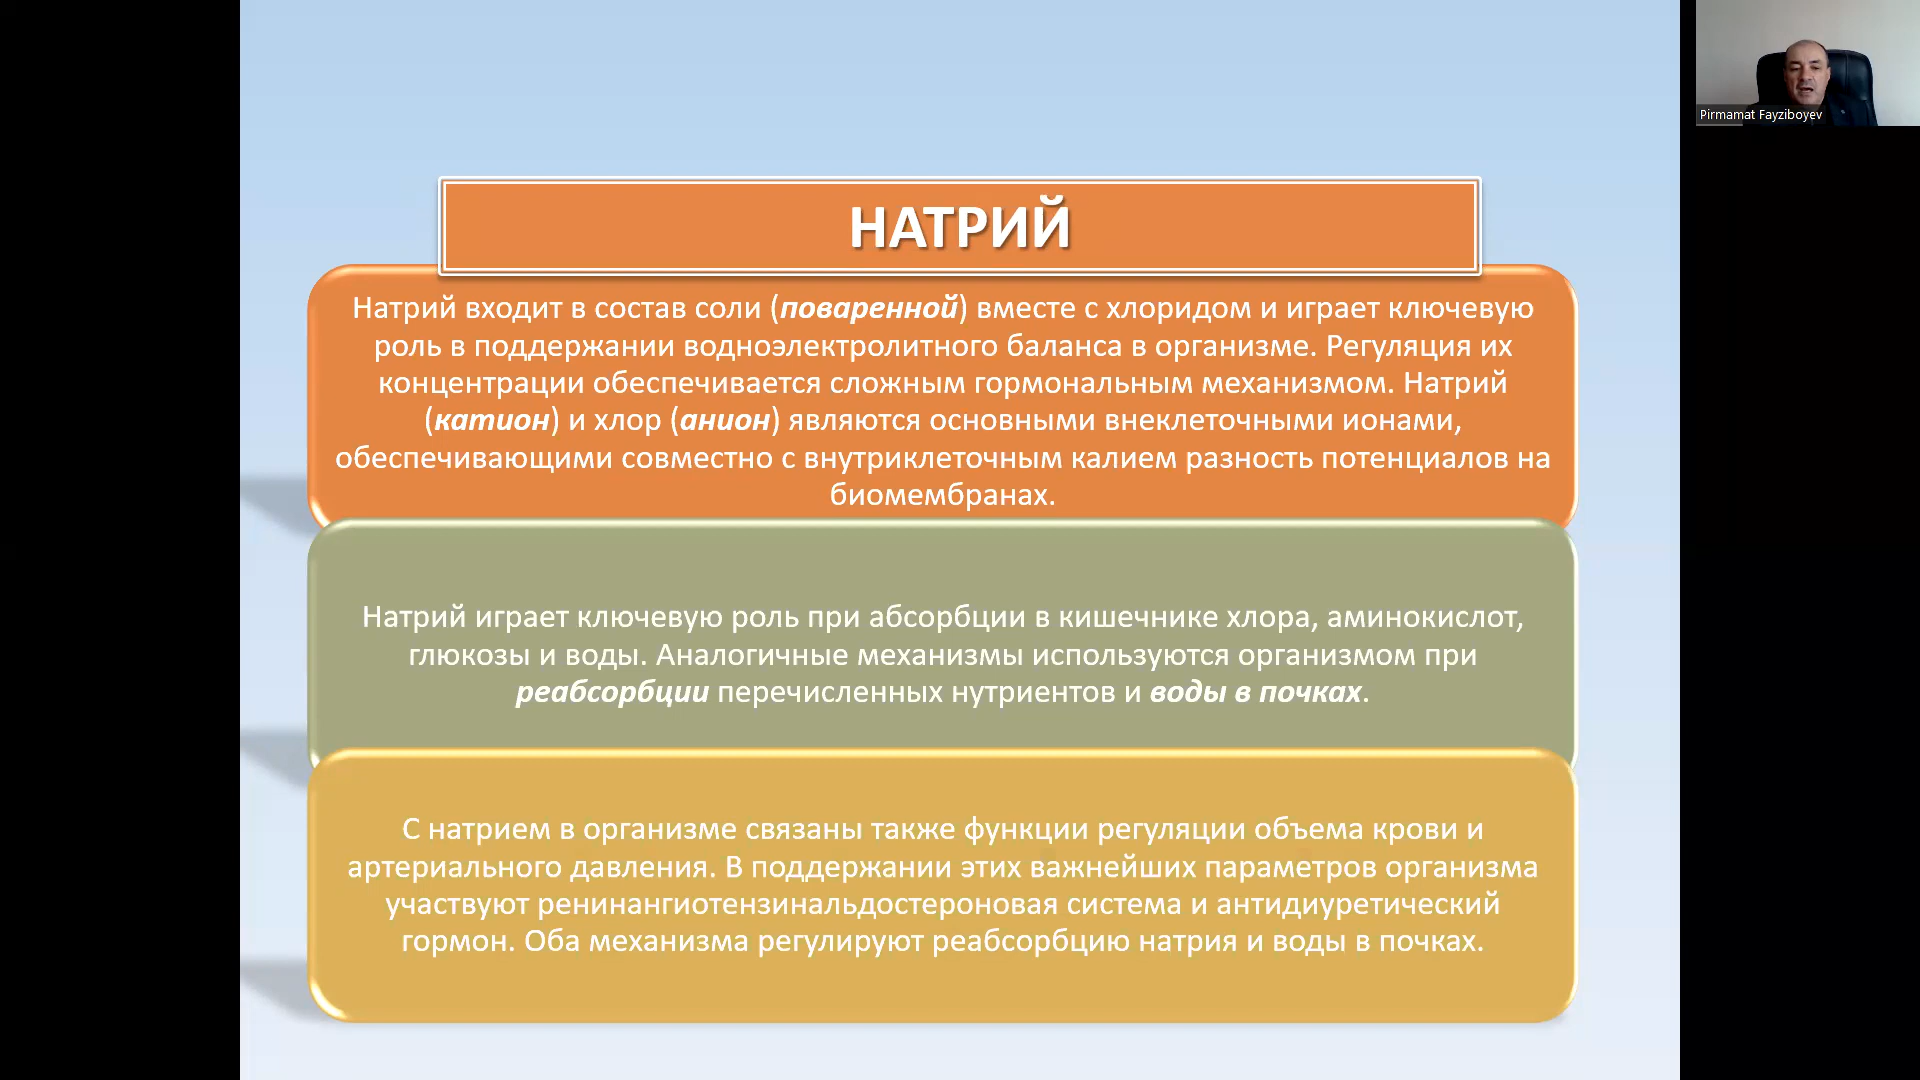 Pirmamat Fayziboyev
НАТРИЙ
Натрий входит в состав соли (поваренной) вместе с хлоридом и играет ключевую
роль в поддержании водноэлектролитного баланса в организме. Регуляция их
концентрации обеспечивается сложным гормональным механизмом. Натрий
(катион) и хлор (анион) являются основными внеклеточными ионами,
обеспечивающими совместно с внутриклеточным калием разность потенциалов на
биомембранах.
Натрий играет ключевую роль при абсорбции в кишечнике хлора, аминокислот,
глюкозы и воды. Аналогичные механизмы используются организмом при
реабсорбции перечисленных нутриентов и воды в почках.
С натрием в организме связаны также функции регуляции объема крови и
артериального давления. В поддержании этих важнейших параметров организма
участвуют ренинангиотензинальдостероновая система и антидиуретический
гормон. Оба механизма регулируют реабсорбцию натрия и воды в почках.